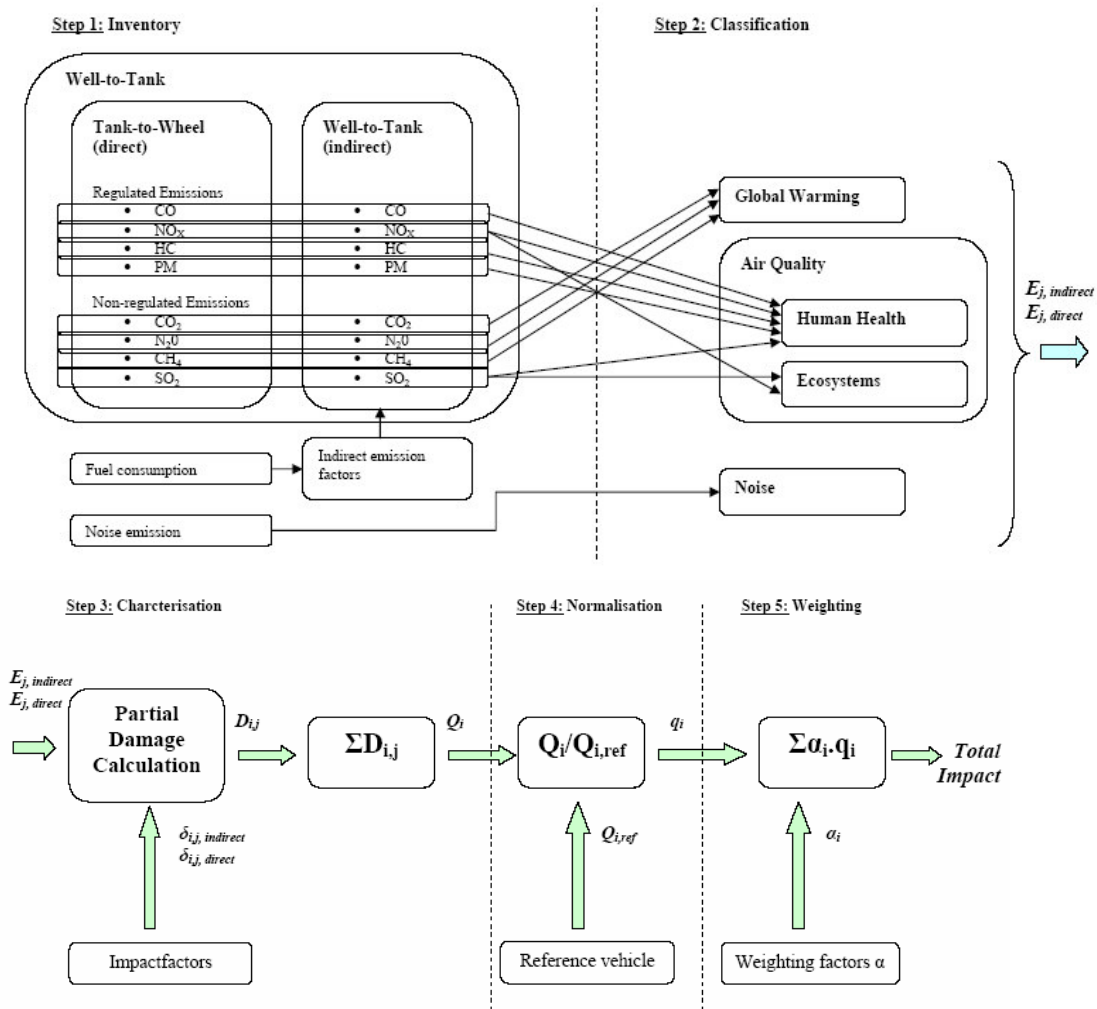 Step 1: Inventory
Step 2: Classification
Well-to-Tank
Tank-to-Wheel
(direct)
Well-to-Tank
(indirect)
Regulated Emissions
• CO • CO
• NOX • NOX
• HC • HC
• PM • PM
Non-regulated Emissions
• CO2 • CO2
• N20 • N20
• CH4 • CH4
• SO2 • SO2
Fuel consumption
Indirect emission
factors
Noise emission
Global Warming
Air Quality
Human Health
Ecosystems
Noise
Ej, indirect
Ej, direct
Step 3: Charcterisation
Step 4: Normalisation
Step 5: Weighting
Ej, indirect
Ej, direct
Partial
Damage
Calculation
Di,j
ΣDi,j
Qi
Qi/Qi,ref
qi
Σαi.qi
Total
Impact
δi,j, indirect
δi,j, direct
Qi,ref
αi
Impactfactors
Reference vehicle
Weighting factors α